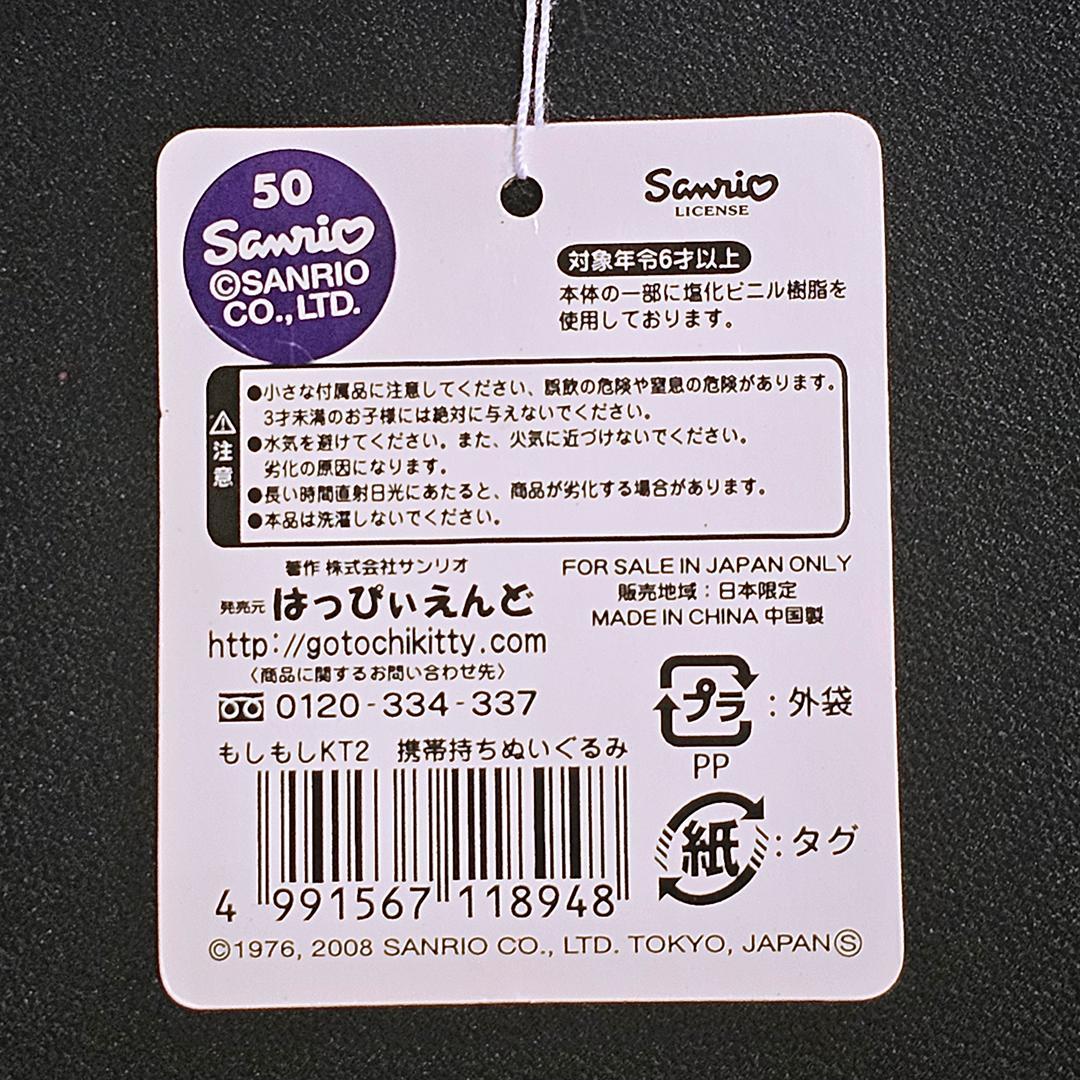 50
Sanrio
©SANRIO
CO.,LTD.
Sanrio
LICENSE
対象年令6才以上
本体の一部に塩化ビニル樹脂を
使用しております。
注意
●小さな付属品に注意してください、誤飲の危険や窒息の危険があります。
3才未満のお子様には絶対に与えないでください。
●水気を避けてください。また、火気に近づけないでください。
劣化の原因になります。
●長い時間直射日光にあたると、商品が劣化する場合があります。
●本品は洗濯しないでください。
著作 株式会社サンリオ
発売元 はっぴぃえんど
http://gotochikitty.com
〈商品に関するお問い合わせ先〉
0120-334-337
もしもしKT2 携帯持ちぬいぐるみ
4 991567 118948
FOR SALE IN JAPAN ONLY
販売地域：日本限定
MADE IN CHINA 中国製
プラ：外袋
PP
紙：タグ
©1976, 2008 SANRIO CO., LTD. TOKYO, JAPANⓈ